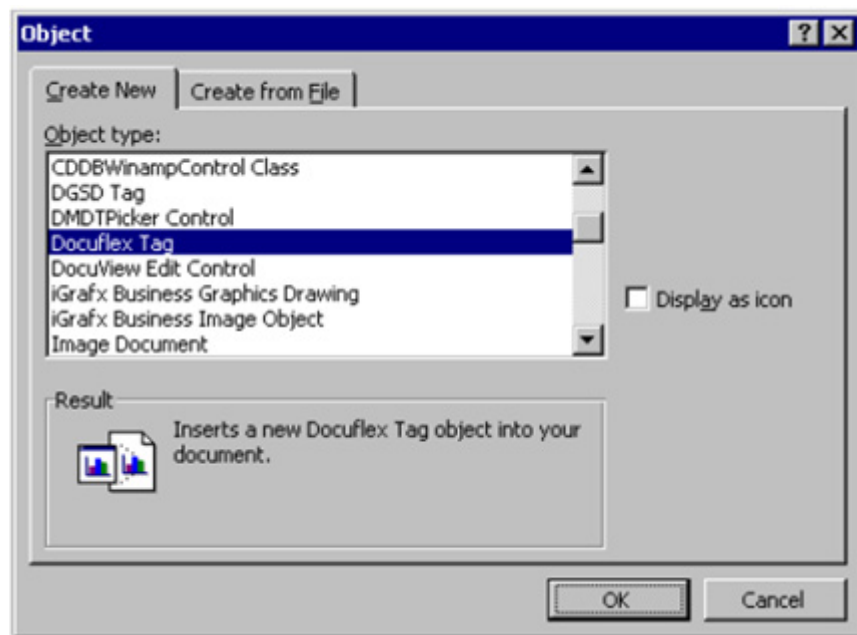 Object
Create New Create from File
Object type:
CDDBWinampControl Class
DGSD Tag
DMDTPicker Control
Docuflex Tag
DocuView Edit Control
iGrafx Business Graphics Drawing
iGrafx Business Image Object
Image Document
Display as icon
Result
Inserts a new Docuflex Tag object into your
document.
OK Cancel